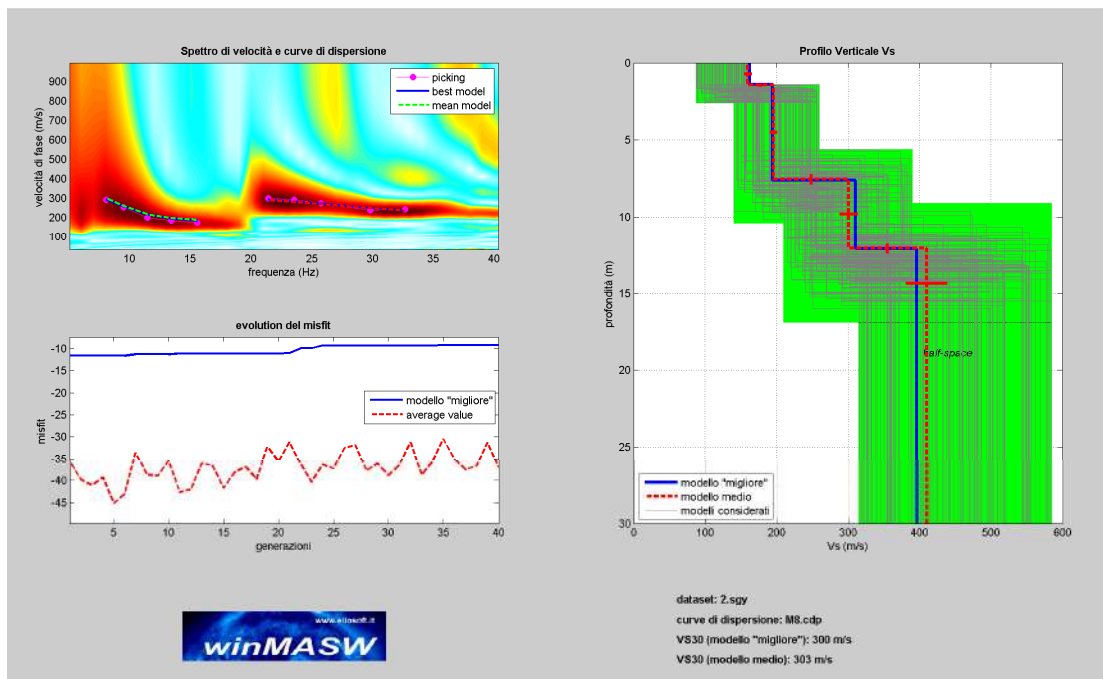 Spettro di velocità e curve di dispersione
velocità di fase (m/s)
900
800
700
600
500
400
300
200
100
picking
best model
mean model
10
15
20
25
30
35
40
frequenza (Hz)
evolution del misfit
misfit
-10
-15
-20
-25
-30
-35
-40
-45
modello "migliore"
average value
5
10
15
20
25
30
35
40
generazioni
www.eliosoft.it
winMASW
Profilo Verticale Vs
profondità (m)
0
5
10
15
20
25
30
half-space
modello "migliore"
modello medio
modelli considerati
0
100
200
300
400
500
600
Vs (m/s)
dataset: 2.sgy
curve di dispersione: M8.cdp
VS30 (modello "migliore"): 300 m/s
VS30 (modello medio): 303 m/s